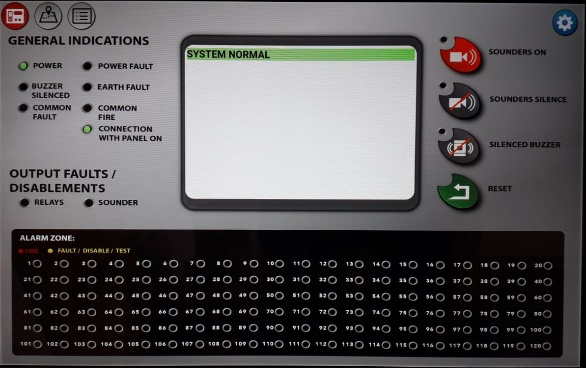 GENERAL INDICATIONS
POWER
POWER FAULT
BUZZER
SILENCED
EARTH FAULT
COMMON
FAULT
COMMON
FIRE
CONNECTION
WITH PANEL ON
OUTPUT FAULTS /
DISABLEMENTS
RELAYS
SOUNDER
SYSTEM NORMAL
SOUNDERS ON
SOUNDERS SILENCE
SILENCED BUZZER
RESET
ALARM ZONE:
FIRE FAULT / DISABLE / TEST
1 2 3 4 5 6 7 8 9 10 11 12 13 14 15 16 17 18 19 20
21 22 23 24 25 26 27 28 29 30 31 32 33 34 35 36 37 38 39 40
41 42 43 44 45 46 47 48 49 50 51 52 53 54 55 56 57 58 59 60
61 62 63 64 65 66 67 68 69 70 71 72 73 74 75 76 77 78 79 80
81 82 83 84 85 86 87 88 89 90 91 92 93 94 95 96 97 98 99 100
101 102 103 104 105 106 107 108 109 110 111 112 113 114 115 116 117 118 119 120